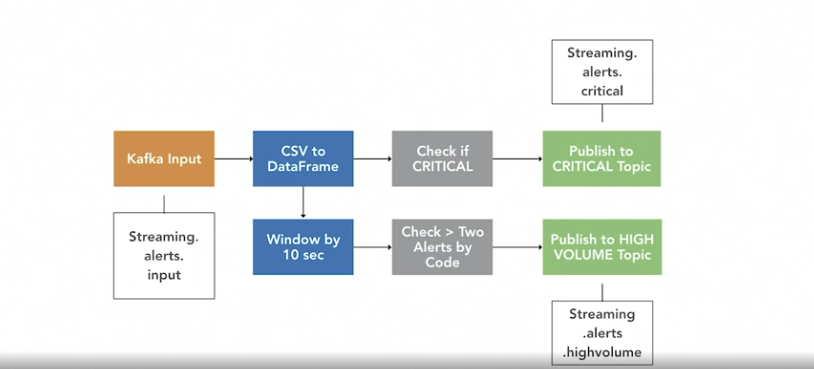 Streaming.
alerts.
critical
Kafka Input
CSV to
DataFrame
Check if
CRITICAL
Publish to
CRITICAL Topic
Streaming.
alerts.
input
Window by
10 sec
Check > Two
Alerts by
Code
Publish to HIGH
VOLUME Topic
Streaming
.alerts
.highvolume